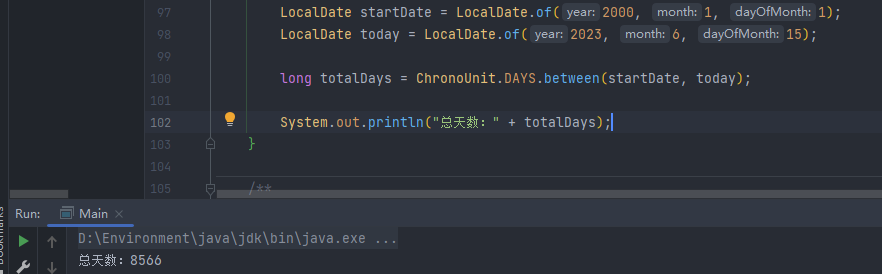 97 LocalDate startDate = LocalDate.of( year: 2000, month: 1, dayOfMonth: 1);
98 LocalDate today = LocalDate.of( year: 2023, month: 6, dayOfMonth: 15);
99
100 long totalDays = ChronoUnit.DAYS.between(startDate, today);
101
102 System.out.println("总天数：" + totalDays);
103 }
104
105 /**
Run: Main ×
D:\Environment\java\jdk\bin\java.exe ...
总天数：8566
Bookmarks